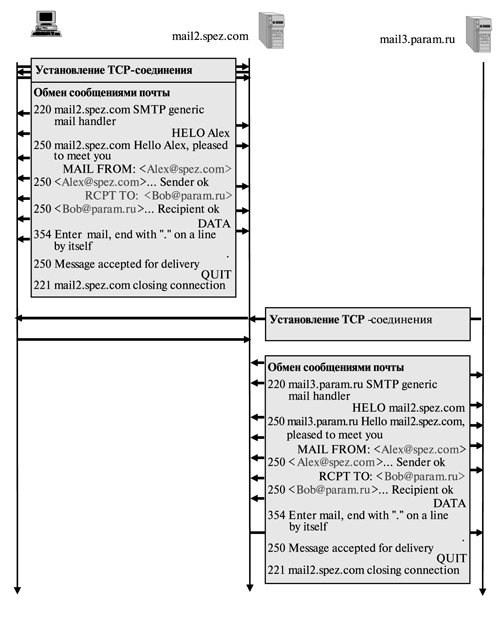 mail2.spez.com
mail3.param.ru
Установление TCP-соединения
Обмен сообщениями почты
220 mail2.spez.com SMTP generic
mail handler
HELO Alex
250 mail2.spez.com Hello Alex, pleased
to meet you
MAIL FROM: <Alex@spez.com>
250 <Alex@spez.com>... Sender ok
RCPT TO: <Bob@param.ru>
250 <Bob@param.ru>... Recipient ok
DATA
354 Enter mail, end with "." on a line
by itself
.
250 Message accepted for delivery
QUIT
221 mail2.spez.com closing connection
Установление TCP -соединения
Обмен сообщениями почты
220 mail3.param.ru SMTP generic
mail handler
HELO mail2.spez.com
250 mail3.param.ru Hello mail2.spez.com,
pleased to meet you
MAIL FROM: <Alex@spez.com>
250 <Alex@spez.com>... Sender ok
RCPT TO: <Bob@param.ru>
250 <Bob@param.ru>... Recipient ok
DATA
354 Enter mail, end with "." on a line
by itself
.
250 Message accepted for delivery
QUIT
221 mail2.spez.com closing connection